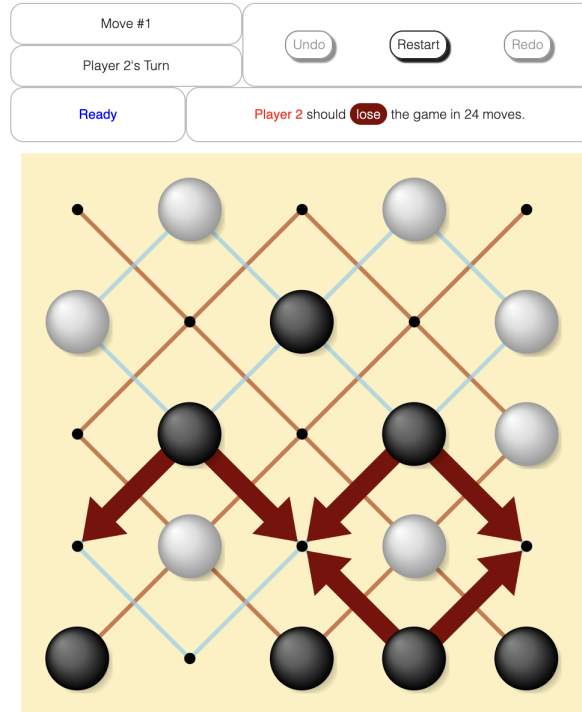 Move #1
Player 2's Turn
Undo
Restart
Redo
Ready
Player 2 should lose the game in 24 moves.